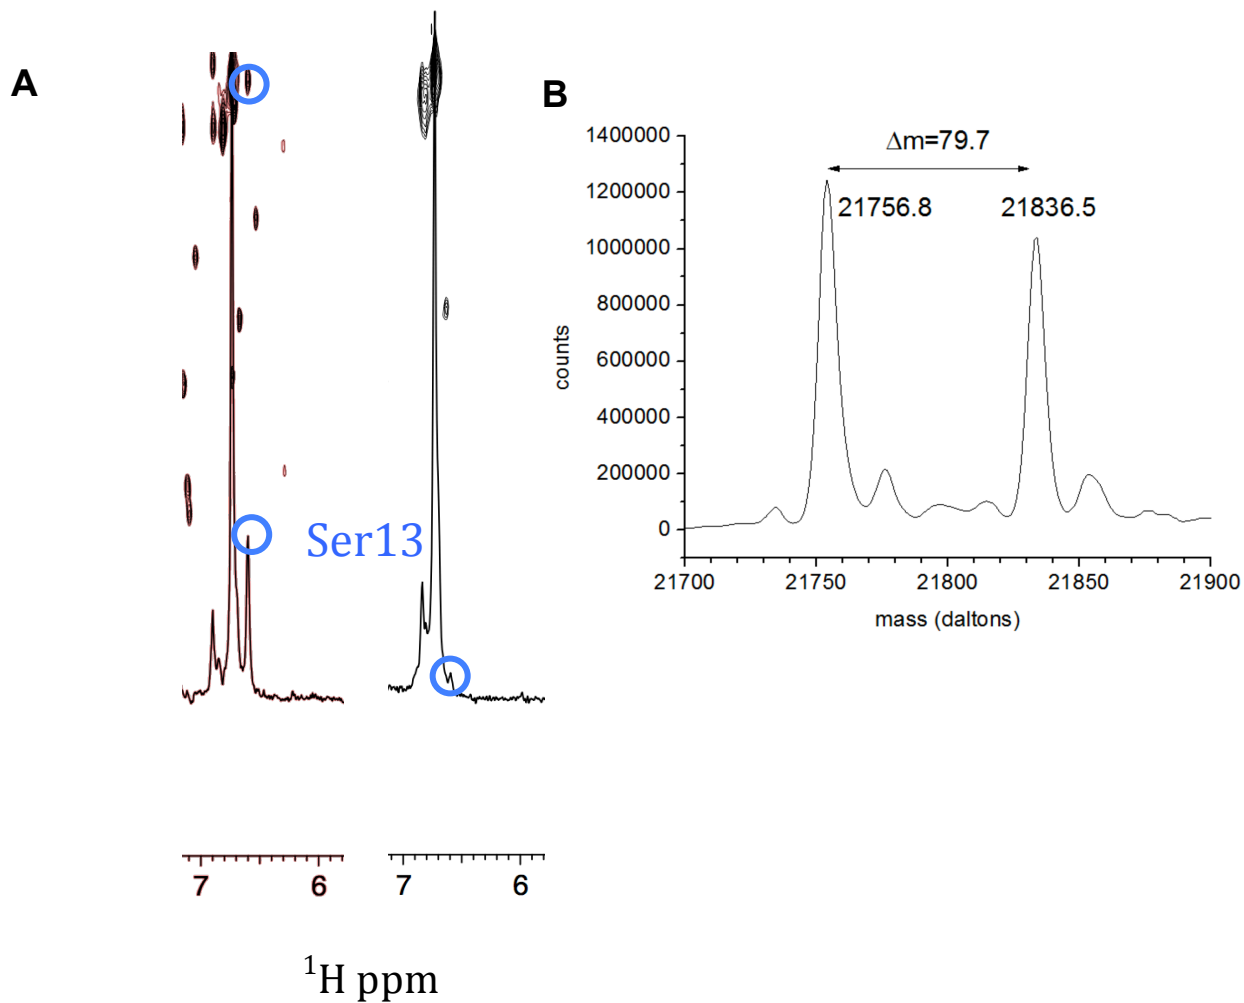 A
Ser13
7 6
7 6
¹H ppm
B
1400000
1200000
1000000
800000
600000
400000
200000
0
counts
Δm=79.7
21756.8
21836.5
21700 21750 21800 21850 21900
mass (daltons)